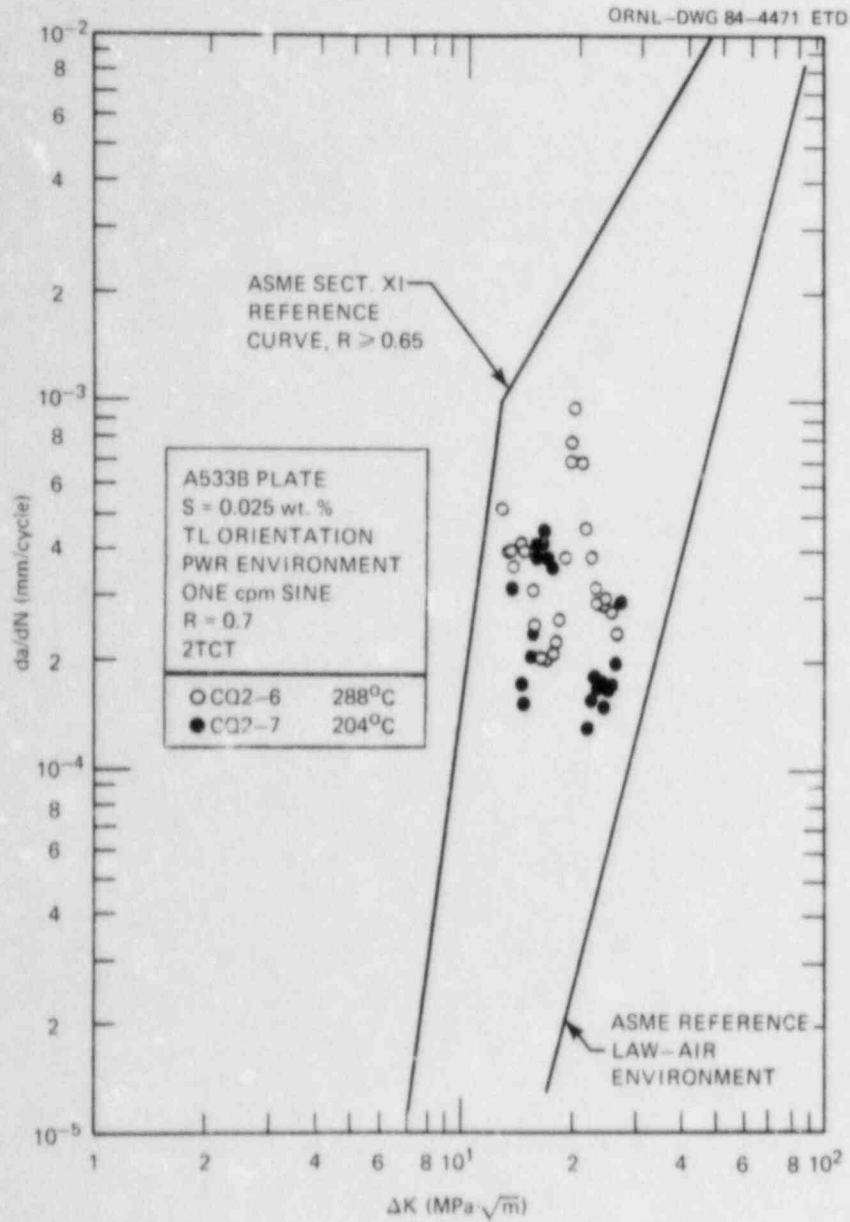 ORNL-DWG 84-4471 ETD
10⁻²
8
6
4
2
10⁻³
8
6
4
2
10⁻⁴
8
6
4
2
10⁻⁵
da/dN (mm/cycle)
ASME SECT. XI
REFERENCE
CURVE, R ⩾ 0.65
A533B PLATE
S = 0.025 wt. %
TL ORIENTATION
PWR ENVIRONMENT
ONE cpm SINE
R = 0.7
2TCT
○ CQ2-6 288°C
● CQ2-7 204°C
ASME REFERENCE
LAW-AIR
ENVIRONMENT
1 2 4 6 8 10¹ 2 4 6 8 10²
ΔK (MPa·√m)